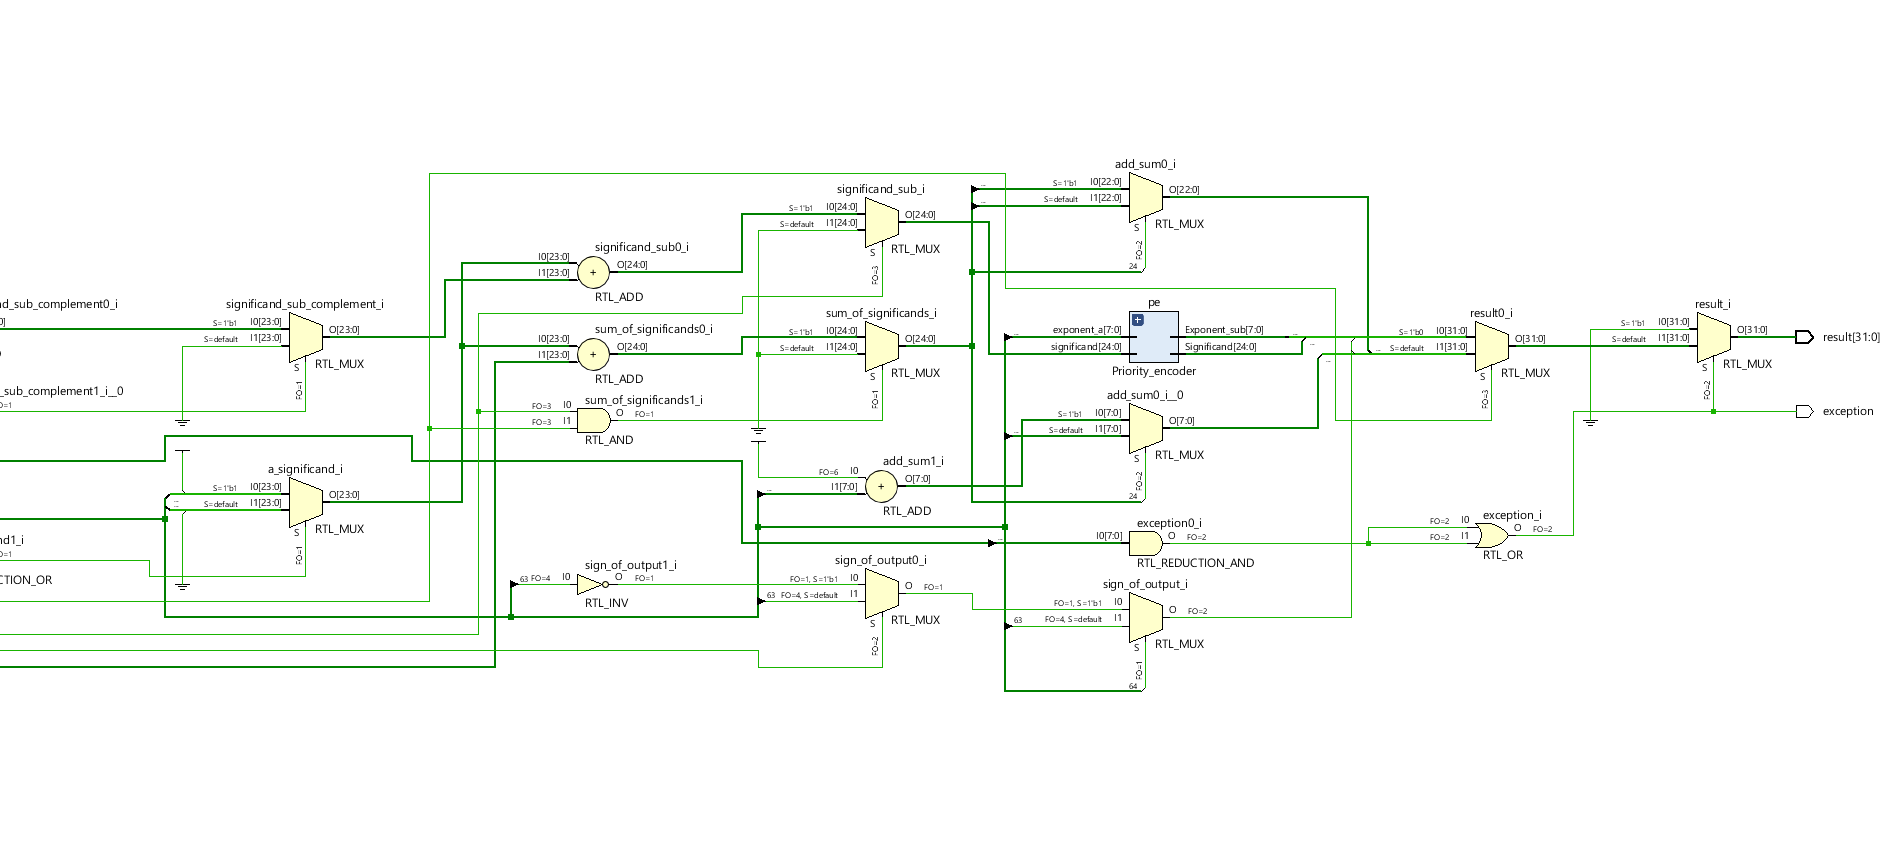 add_sum0_i
S=1'b1 I0[22:0]
S=default I1[22:0]
O[22:0]
S
RTL_MUX
FO=2
24
significand_sub_i
S=1'b1 I0[24:0]
S=default I1[24:0]
O[24:0]
S
RTL_MUX
FO=3
significand_sub0_i
I0[23:0]
I1[23:0]
+
O[24:0]
RTL_ADD
d_sub_complement0_i
significand_sub_complement_i
S=1'b1 I0[23:0]
S=default I1[23:0]
O[23:0]
S
RTL_MUX
FO=1
sum_of_significands0_i
I0[23:0]
I1[23:0]
+
O[24:0]
RTL_ADD
sum_of_significands_i
S=1'b1 I0[24:0]
S=default I1[24:0]
O[24:0]
S
RTL_MUX
FO=1
pe
exponent_a[7:0]
significand[24:0]
Exponent_sub[7:0]
Significand[24:0]
Priority_encoder
result0_i
S=1'b0 I0[31:0]
S=default I1[31:0]
O[31:0]
S
RTL_MUX
FO=3
result_i
S=1'b1 I0[31:0]
S=default I1[31:0]
O[31:0]
S
RTL_MUX
FO=2
result[31:0]
exception
_sub_complement1_i__0
FO=1
sum_of_significands1_i
FO=3 I0
FO=3 I1
O FO=1
RTL_AND
add_sum0_i__0
S=1'b1 I0[7:0]
S=default I1[7:0]
O[7:0]
S
RTL_MUX
FO=2
24
a_significand_i
S=1'b1 I0[23:0]
S=default I1[23:0]
O[23:0]
S
RTL_MUX
FO=1
add_sum1_i
FO=6 I0
I1[7:0]
+
O[7:0]
RTL_ADD
exception0_i
I0[7:0]
O FO=2
RTL_REDUCTION_AND
exception_i
FO=2 I0
FO=2 I1
O FO=2
RTL_OR
nd1_i
FO=1
CTION_OR
sign_of_output1_i
63 FO=4 I0
O FO=1
RTL_INV
sign_of_output0_i
FO=1, S=1'b1 I0
63 FO=4, S=default I1
O FO=1
S
RTL_MUX
FO=2
sign_of_output_i
FO=1, S=1'b1 I0
63 FO=4, S=default I1
O FO=2
S
RTL_MUX
FO=1
64